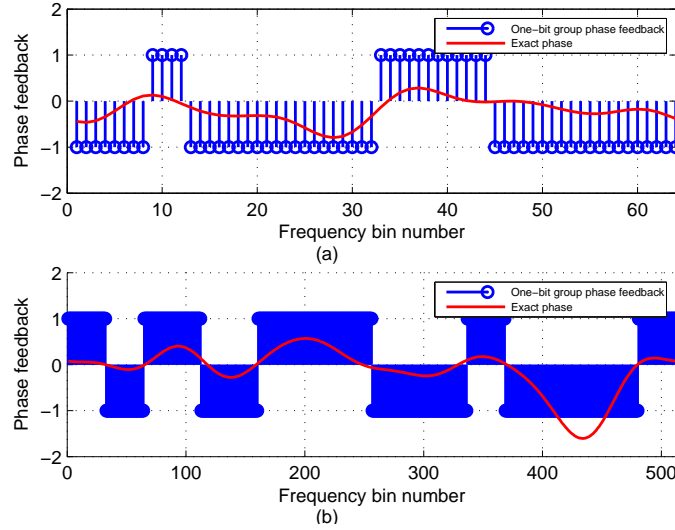 2
1
0
-1
-2
Phase feedback
One-bit group phase feedback
Exact phase
0 10 20 30 40 50 60
Frequency bin number
(a)
2
1
0
-1
-2
Phase feedback
One-bit group phase feedback
Exact phase
0 100 200 300 400 500
Frequency bin number
(b)